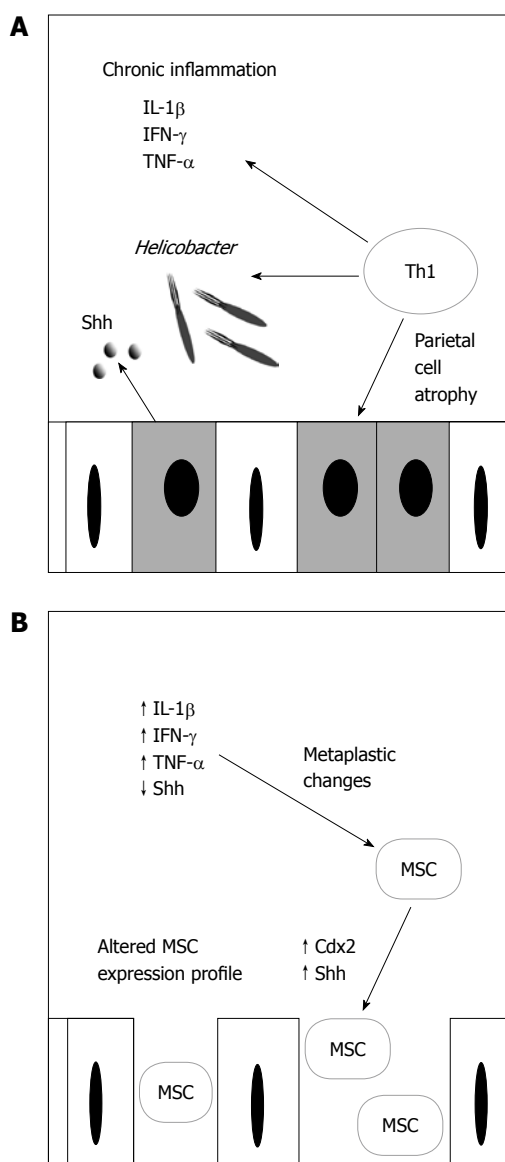 A
Chronic inflammation
IL-1β
IFN-γ
TNF-α
Helicobacter
Th1
Shh
Parietal
cell
atrophy
B
↑ IL-1β
↑ IFN-γ
↑ TNF-α
↓ Shh
Metaplastic
changes
MSC
Altered MSC
expression profile
↑ Cdx2
↑ Shh
MSC
MSC
MSC